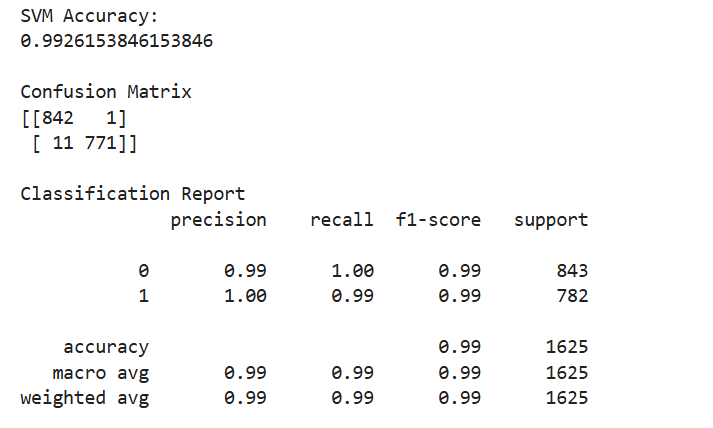 SVM Accuracy:
0.9926153846153846
Confusion Matrix
[[842   1]
 [ 11 771]]
Classification Report
              precision    recall  f1-score   support
           0       0.99      1.00      0.99       843
           1       1.00      0.99      0.99       782
    accuracy                           0.99      1625
   macro avg       0.99      0.99      0.99      1625
weighted avg       0.99      0.99      0.99      1625